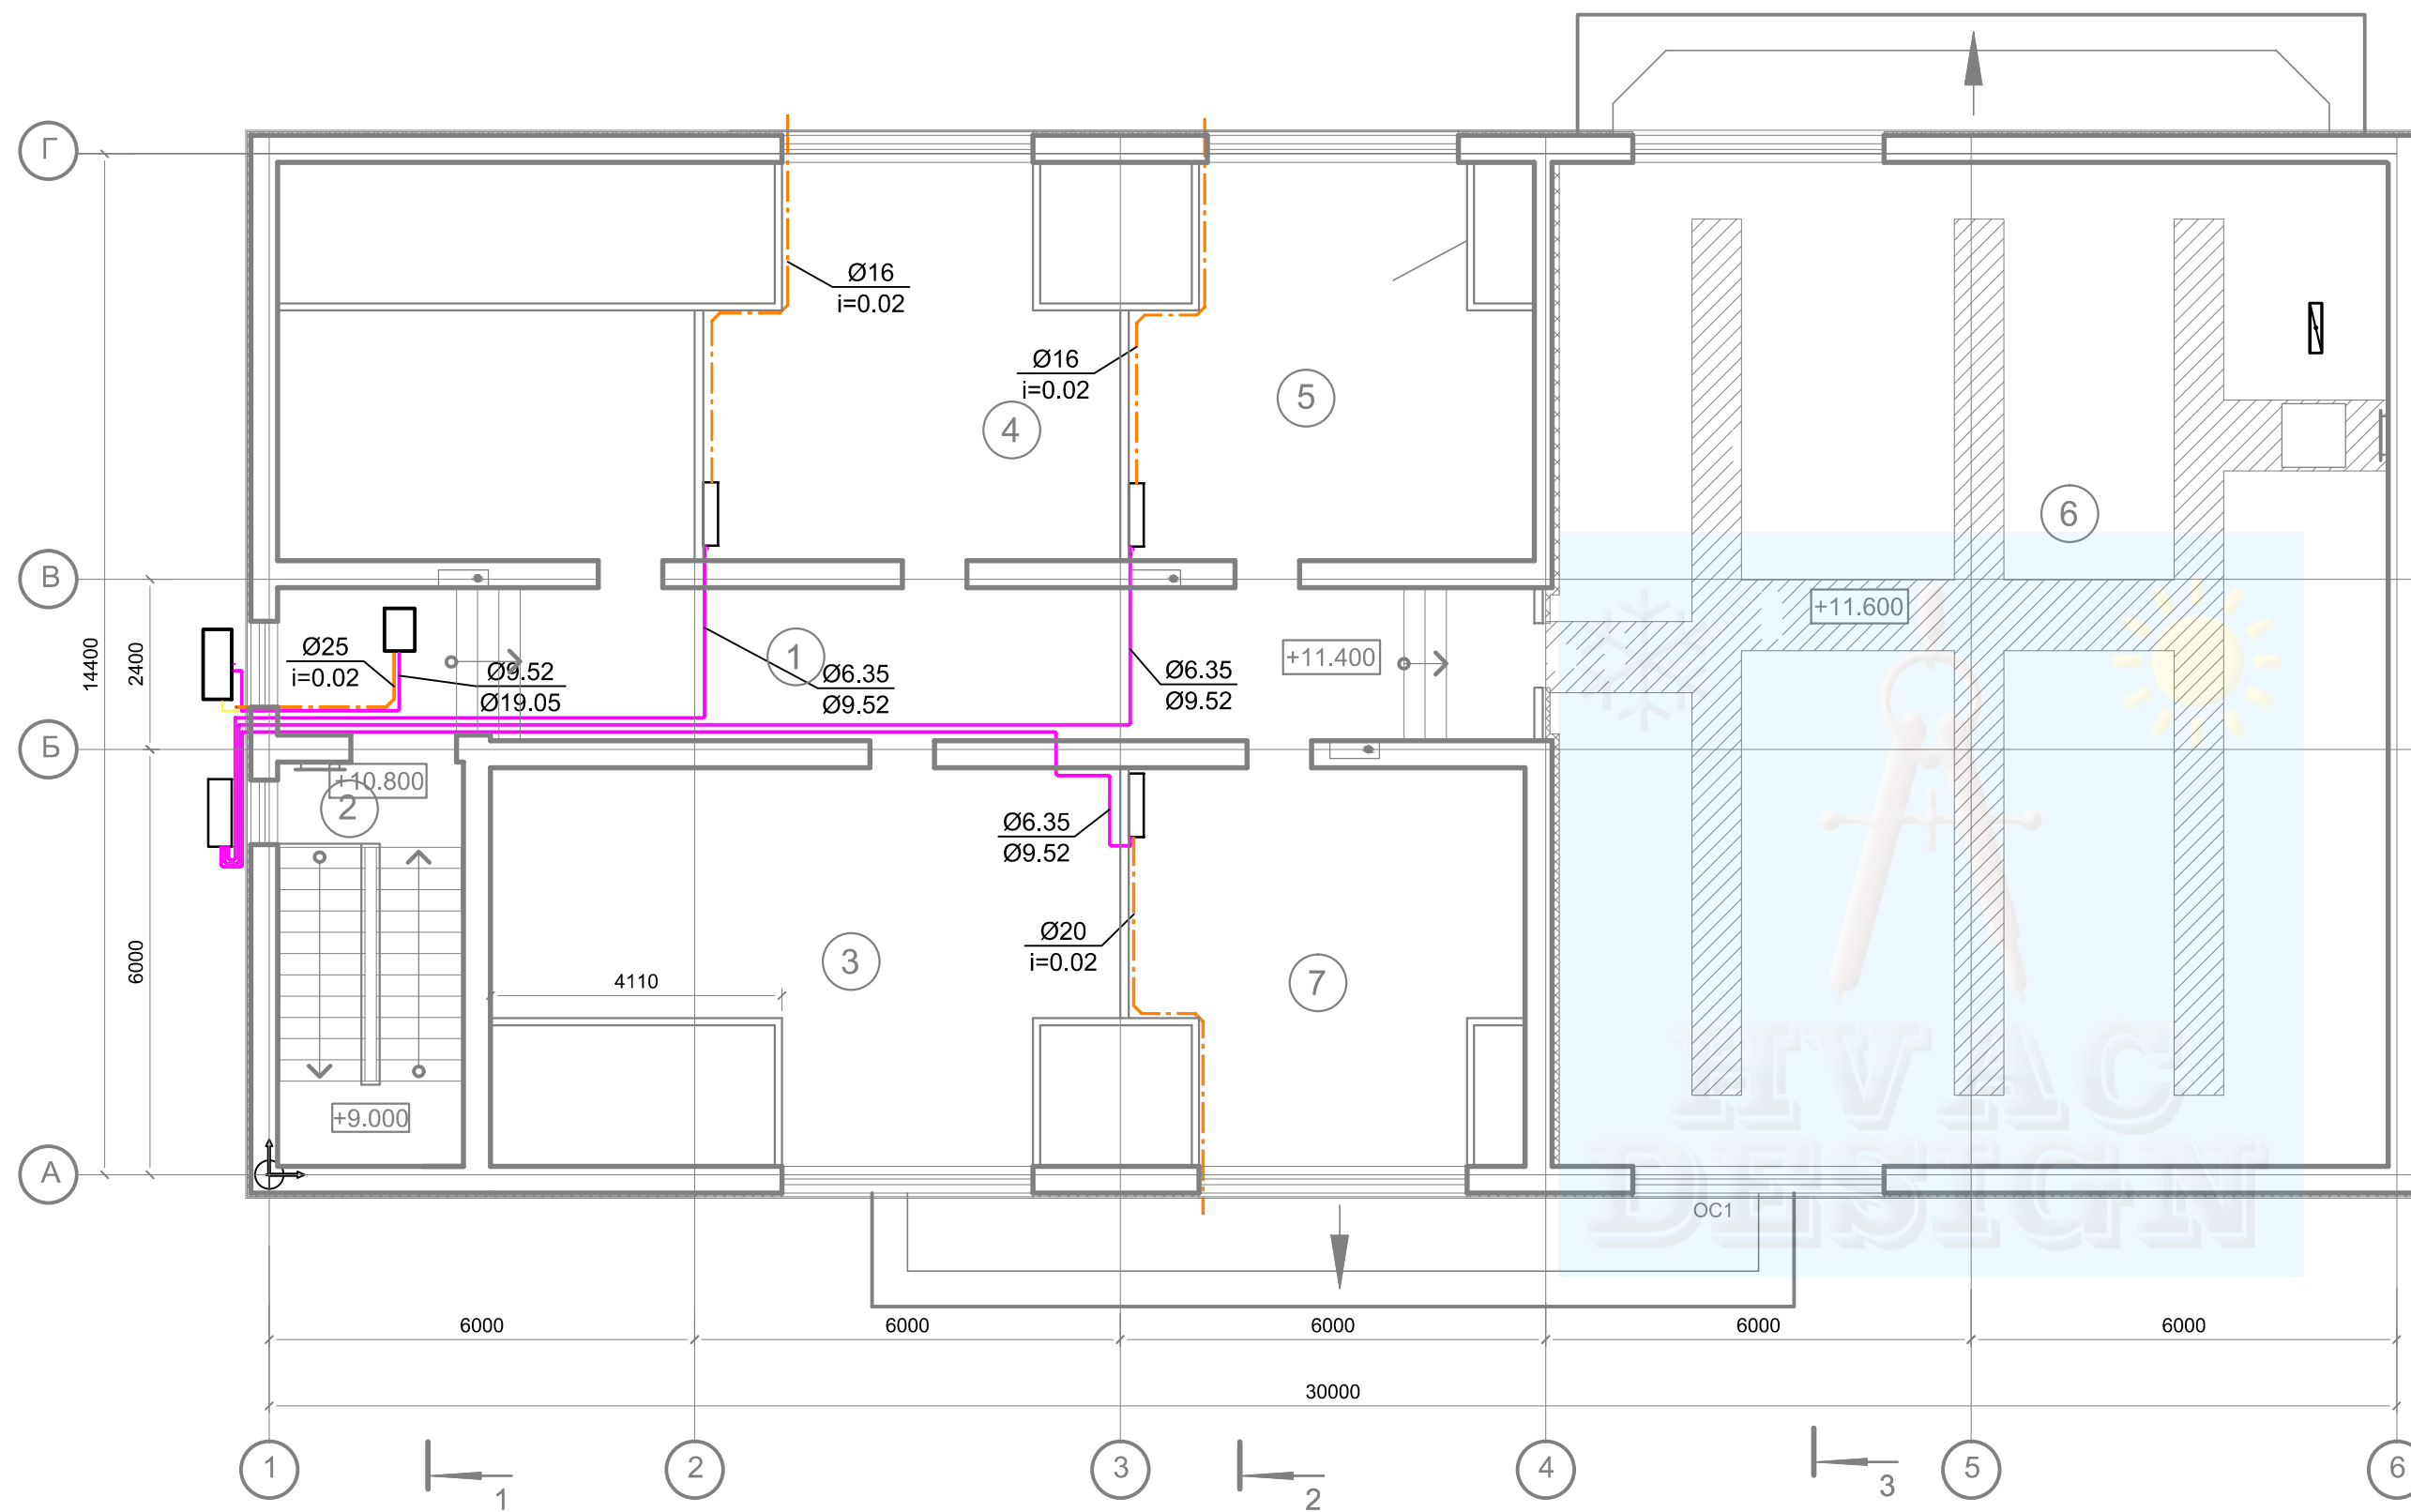 Г
Ø16
i=0.02
Ø16
i=0.02
5
4
6
В
+11.600
14400
2400
Ø25
i=0.02
Ø9.52
Ø19.05
1
Ø6.35
Ø9.52
+11.400
Ø6.35
Ø9.52
Б
+10.800
2
Ø6.35
Ø9.52
6000
Ø20
i=0.02
3
7
4110
HVAC
DESIGN
+9.000
А
ОС1
6000
6000
6000
6000
6000
30000
1
2
3
4
5
6
1
2
3